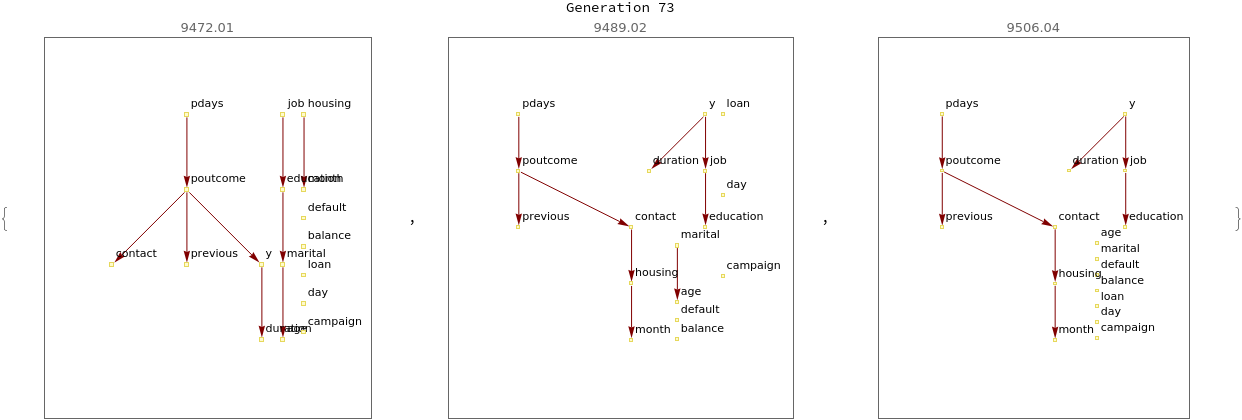 Generation 73
9472.01
pdays
job housing
poutcome
education
month
default
balance
contact
previous
y
marital
loan
day
campaign
duration
age
9489.02
pdays
y
loan
poutcome
duration
job
day
previous
contact
education
marital
housing
campaign
age
default
month
balance
9506.04
pdays
y
poutcome
duration
job
previous
contact
education
age
marital
default
housing
balance
loan
day
month
campaign